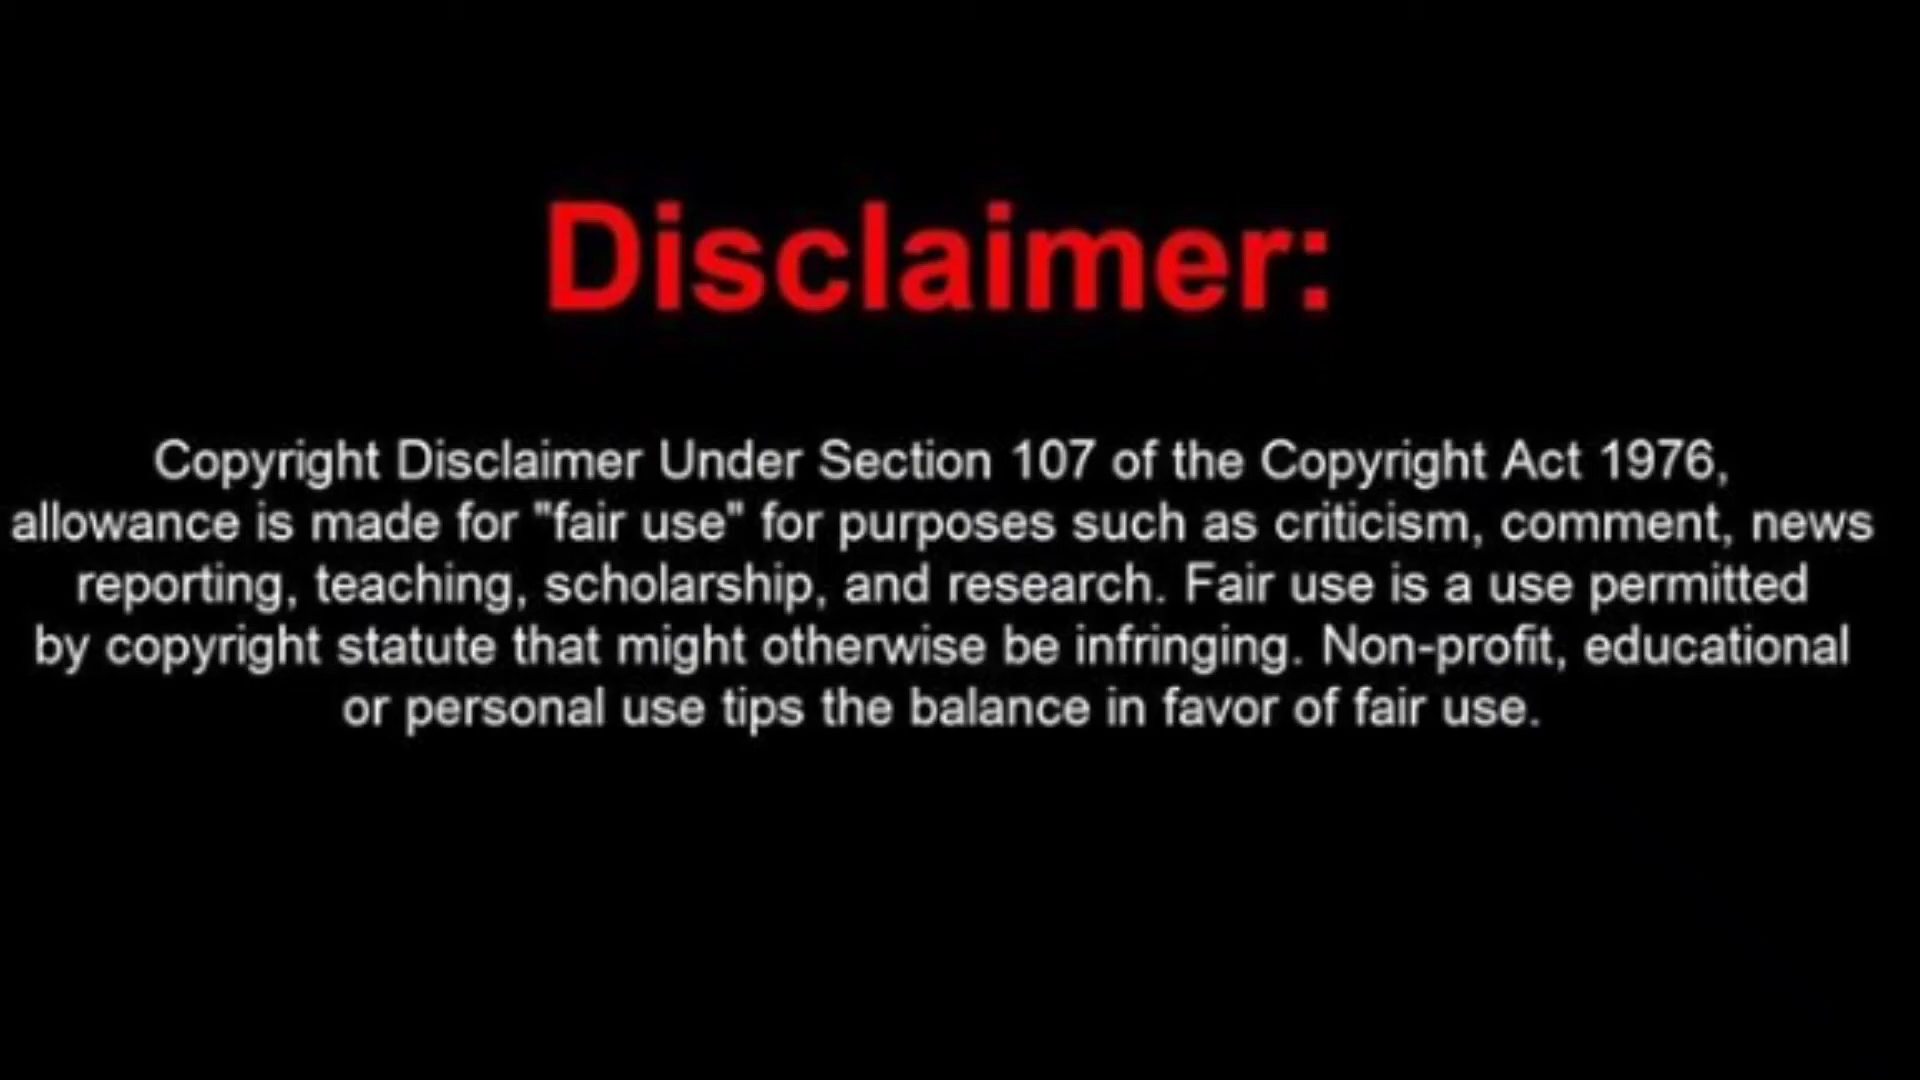 Disclaimer:
Copyright Disclaimer Under Section 107 of the Copyright Act 1976,
allowance is made for "fair use" for purposes such as criticism, comment, news
reporting, teaching, scholarship, and research. Fair use is a use permitted
by copyright statute that might otherwise be infringing. Non-profit, educational
or personal use tips the balance in favor of fair use.